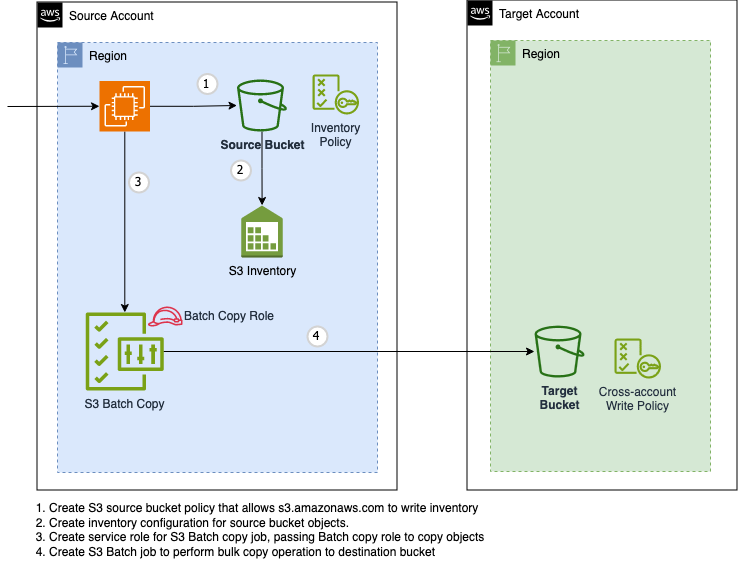 aws
Source Account
aws
Target Account
Region
Region
1
Source Bucket
Inventory
Policy
2
3
S3 Inventory
Batch Copy Role
4
S3 Batch Copy
Target
Bucket
Cross-account
Write Policy
1. Create S3 source bucket policy that allows s3.amazonaws.com to write inventory
2. Create inventory configuration for source bucket objects.
3. Create service role for S3 Batch copy job, passing Batch copy role to copy objects
4. Create S3 Batch job to perform bulk copy operation to destination bucket